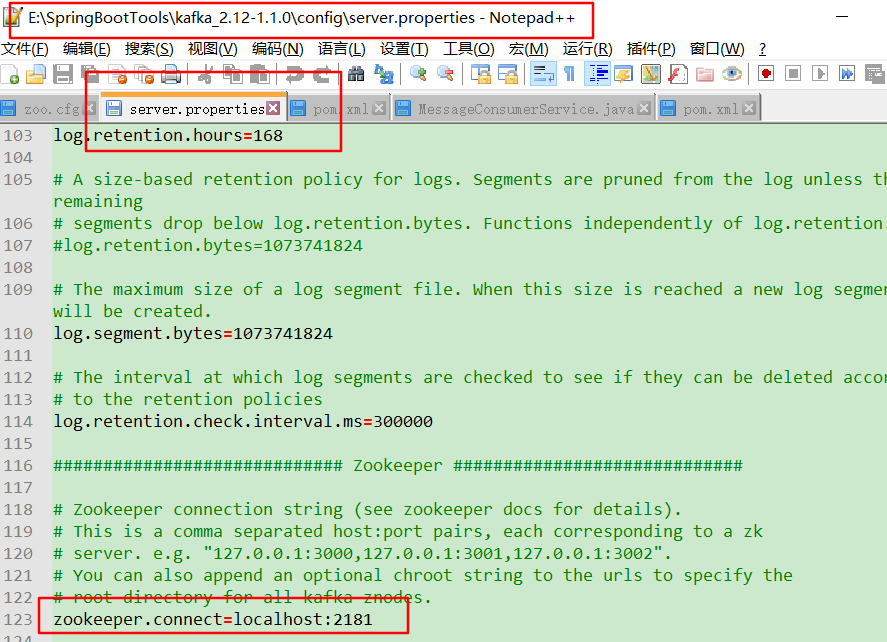 E:\SpringBootTools\kafka_2.12-1.1.0\config\server.properties - Notepad++
文件(F) 编辑(E) 搜索(S) 视图(V) 编码(N) 语言(L) 设置(T) 工具(O) 宏(M) 运行(R) 插件(P) 窗口(W) ?
zoo.cfg server.properties pom.xml MessageConsumerService.java pom.xml
103 log.retention.hours=168
104
105 # A size-based retention policy for logs. Segments are pruned from the log unless th
remaining
106 # segments drop below log.retention.bytes. Functions independently of log.retention.
107 #log.retention.bytes=1073741824
108
109 # The maximum size of a log segment file. When this size is reached a new log segmen
will be created.
110 log.segment.bytes=1073741824
111
112 # The interval at which log segments are checked to see if they can be deleted accor
113 # to the retention policies
114 log.retention.check.interval.ms=300000
115
116 ############################# Zookeeper #############################
117
118 # Zookeeper connection string (see zookeeper docs for details).
119 # This is a comma separated host:port pairs, each corresponding to a zk
120 # server. e.g. "127.0.0.1:3000,127.0.0.1:3001,127.0.0.1:3002".
121 # You can also append an optional chroot string to the urls to specify the
122 # root directory for all kafka znodes.
123 zookeeper.connect=localhost:2181
124